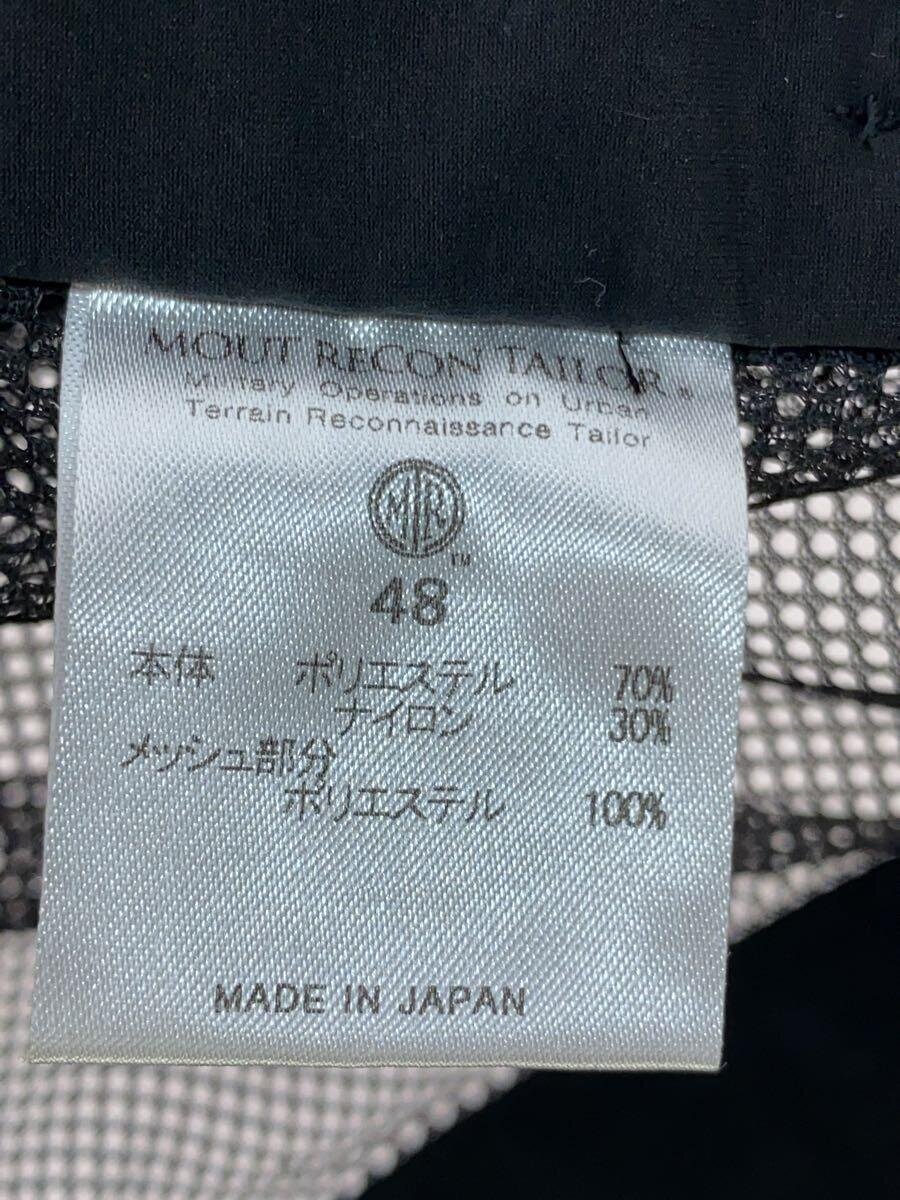 MOUT RECON TAILOR®
Military Operations on Urban
Terrain Reconnaissance Tailor
MTR
™
48
本体 ポリエステル 70%
ナイロン 30%
メッシュ部分
ポリエステル 100%
MADE IN JAPAN